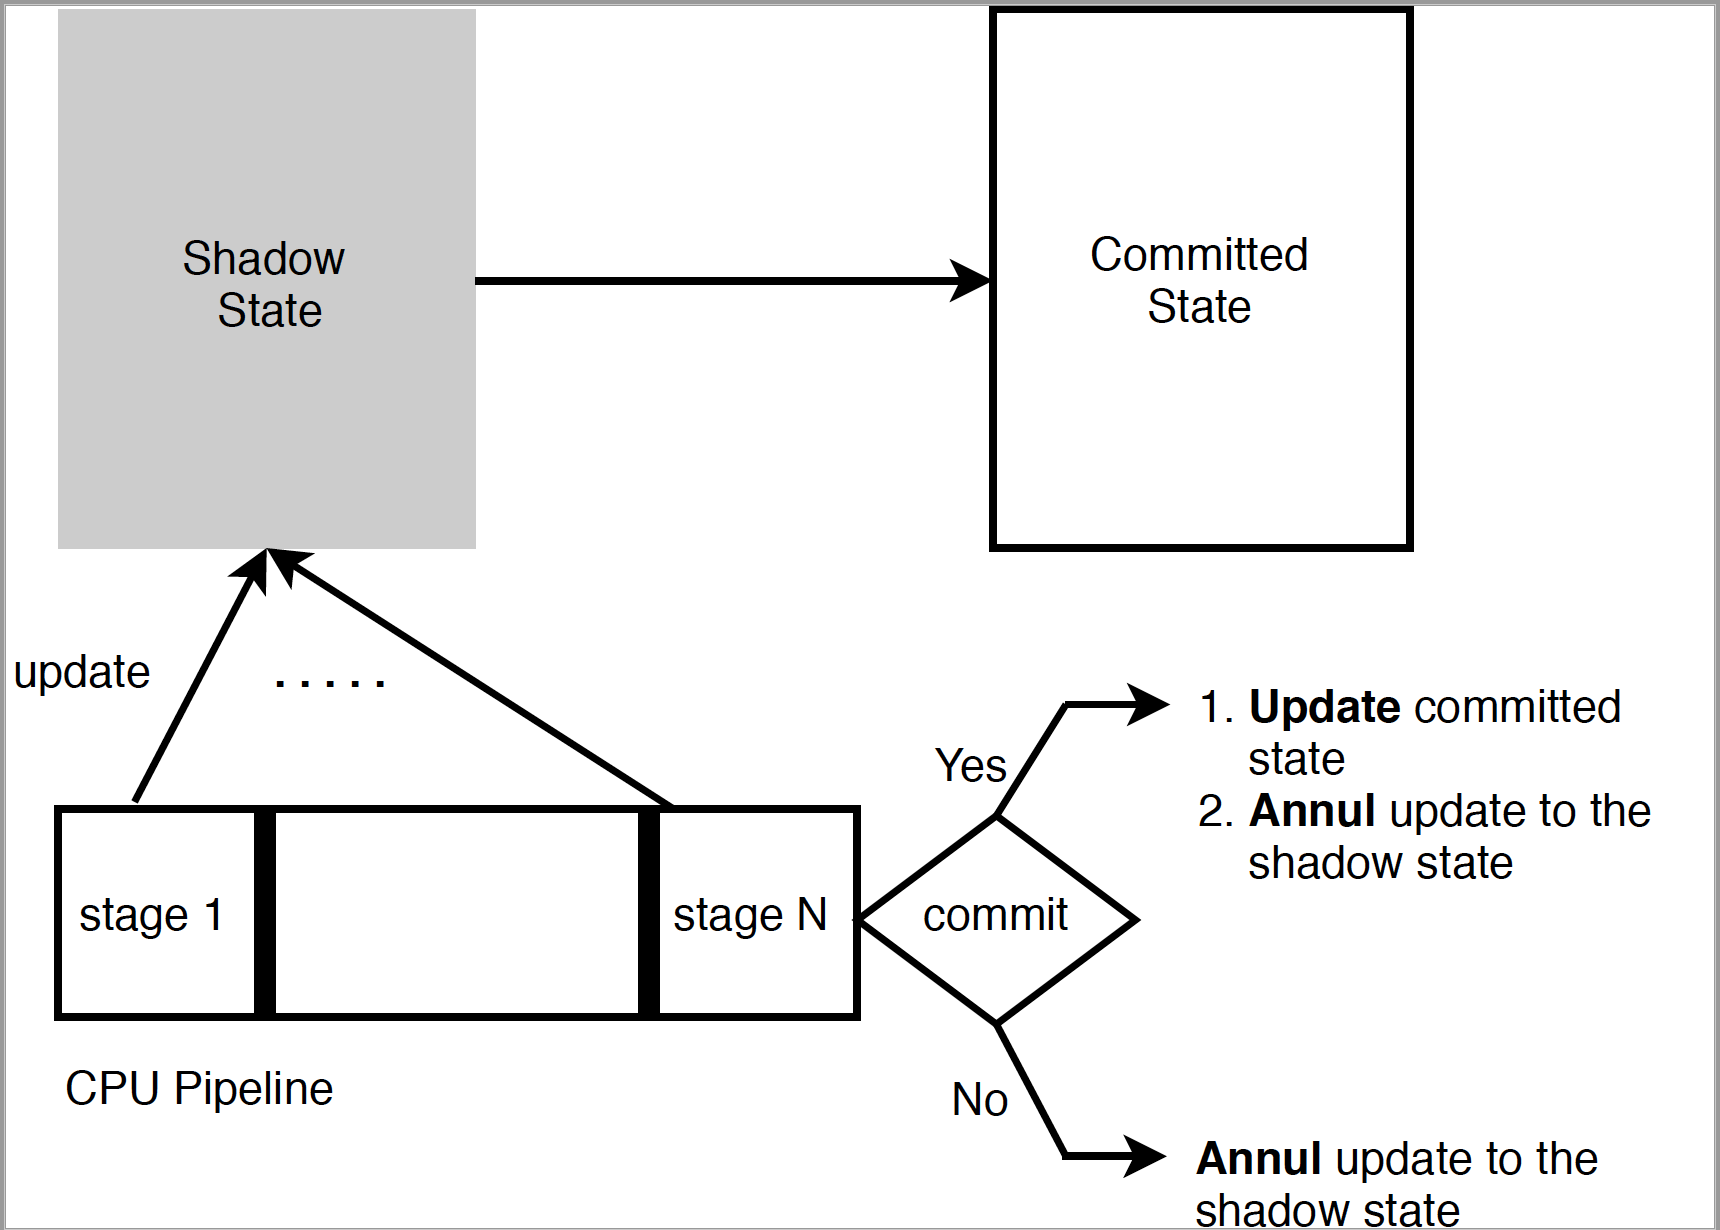 Shadow
State
Committed
State
update
.....
Yes
1. Update committed
state
2. Annul update to the
shadow state
stage 1
stage N
commit
CPU Pipeline
No
Annul update to the
shadow state